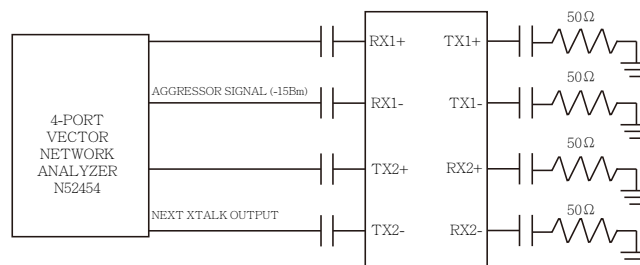 50Ω
RX1+ TX1+
50Ω
AGGRESSOR SIGNAL (-15Bm)
RX1- TX1-
4-PORT
VECTOR
NETWORK
ANALYZER
N52454
50Ω
TX2+ RX2+
50Ω
NEXT XTALK OUTPUT
TX2- RX2-